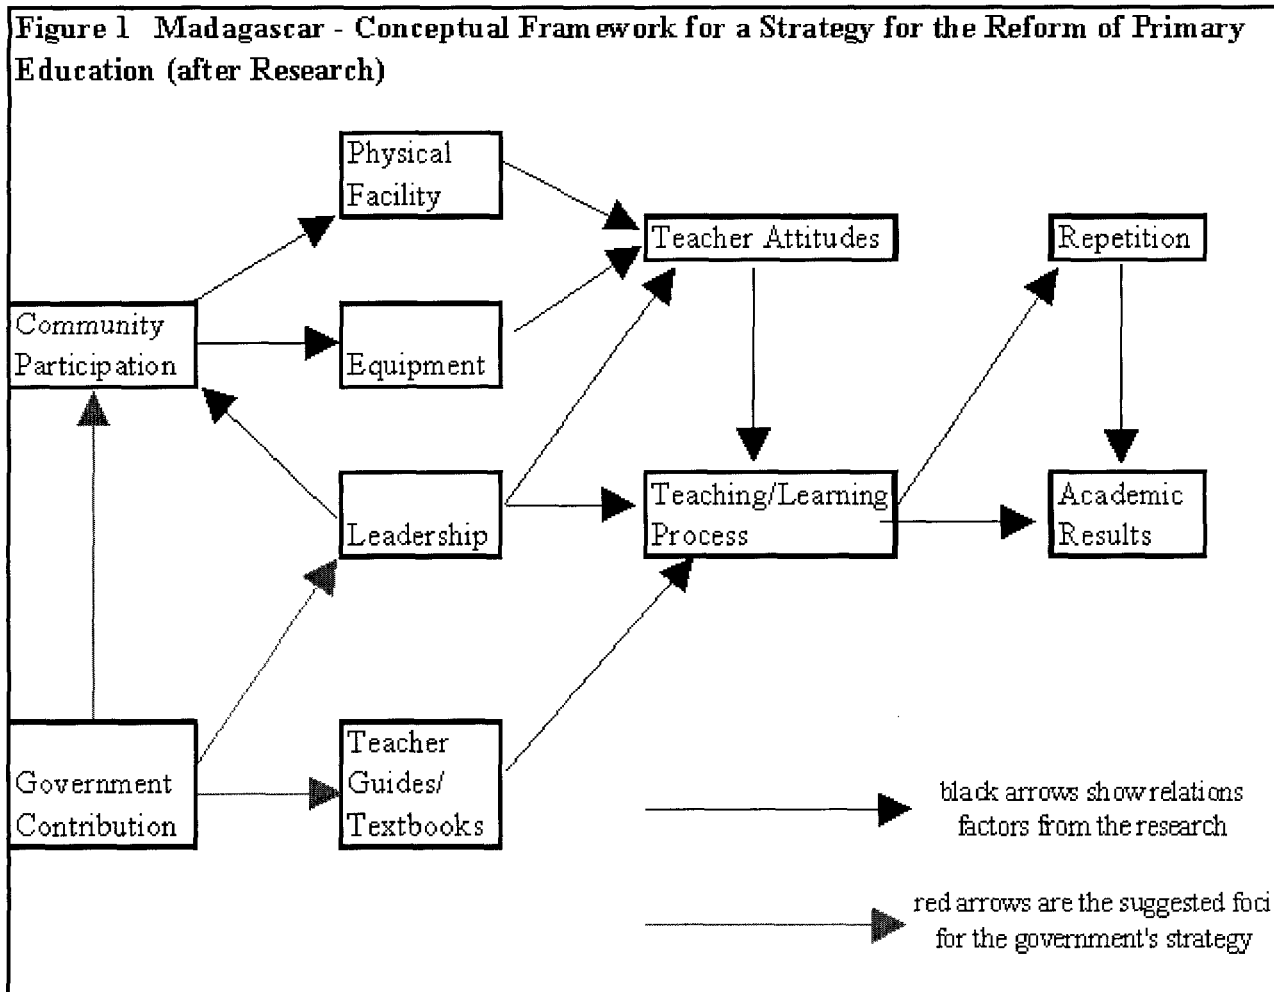 Figure 1 Madagascar - Conceptual Framework for a Strategy for the Reform of Primary
Education (after Research)
Physical
Facility
Teacher Attitudes
Repetition
Community
Participation
Equipment
Leadership
Teaching/Learning
Process
Academic
Results
Government
Contribution
Teacher
Guides/
Textbooks
black arrows show relations
factors from the research
red arrows are the suggested foci
for the government's strategy